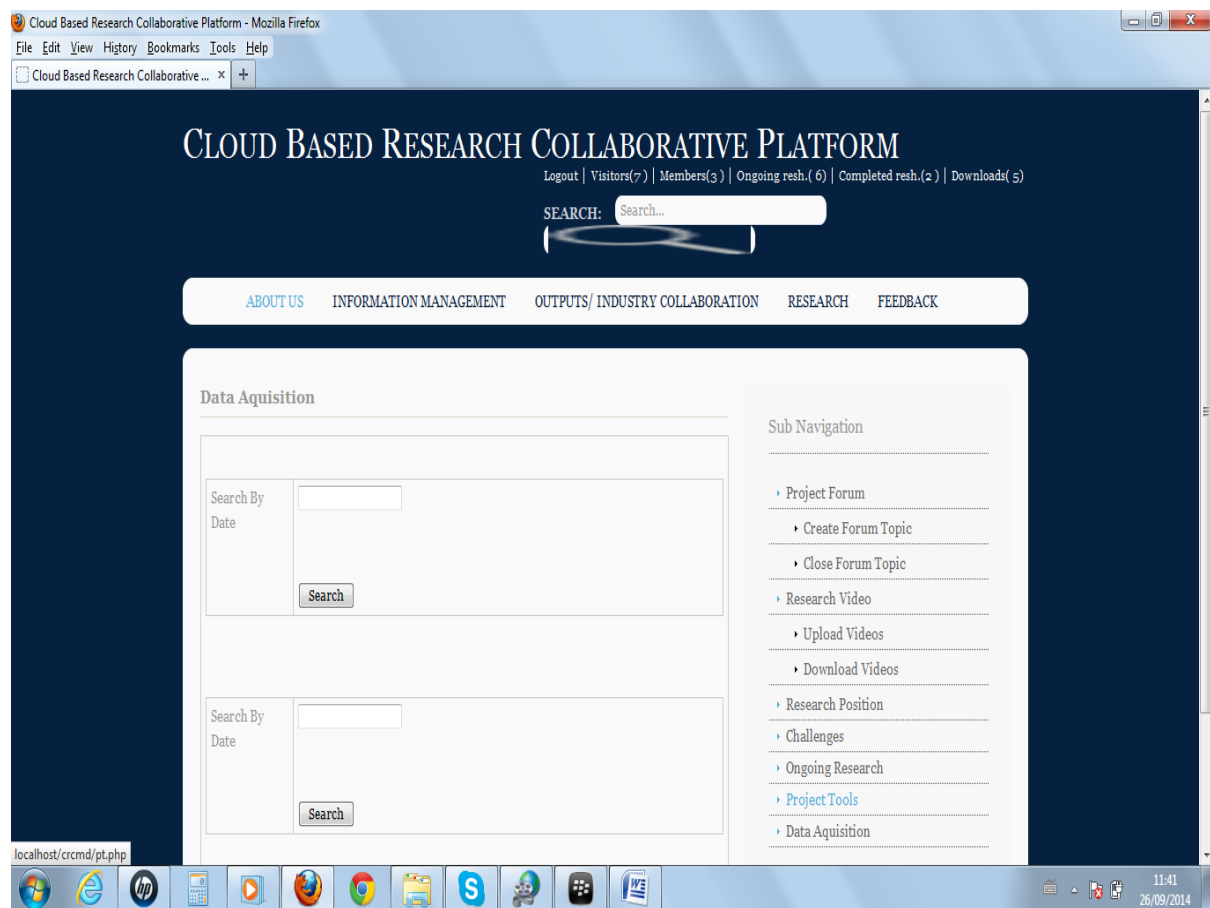 Cloud Based Research Collaborative Platform - Mozilla Firefox
File Edit View History Bookmarks Tools Help
Cloud Based Research Collaborative ... x +
CLOUD BASED RESEARCH COLLABORATIVE PLATFORM
Logout | Visitors(7 ) | Members(3 ) | Ongoing resh.( 6) | Completed resh.(2 ) | Downloads( 5)
SEARCH: Search...
ABOUT US INFORMATION MANAGEMENT OUTPUTS/ INDUSTRY COLLABORATION RESEARCH FEEDBACK
Data Aquisition
Search By
Date
Search
Search By
Date
Search
Sub Navigation
Project Forum
Create Forum Topic
Close Forum Topic
Research Video
Upload Videos
Download Videos
Research Position
Challenges
Ongoing Research
Project Tools
Data Aquisition
localhost/crcmd/pt.php
hp
S
W
11:41
26/09/2014